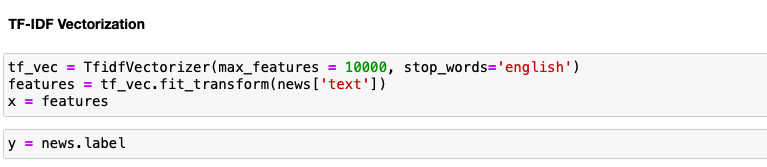 TF-IDF Vectorization
tf_vec = TfidfVectorizer(max_features = 10000, stop_words='english')
features = tf_vec.fit_transform(news['text'])
x = features
y = news.label